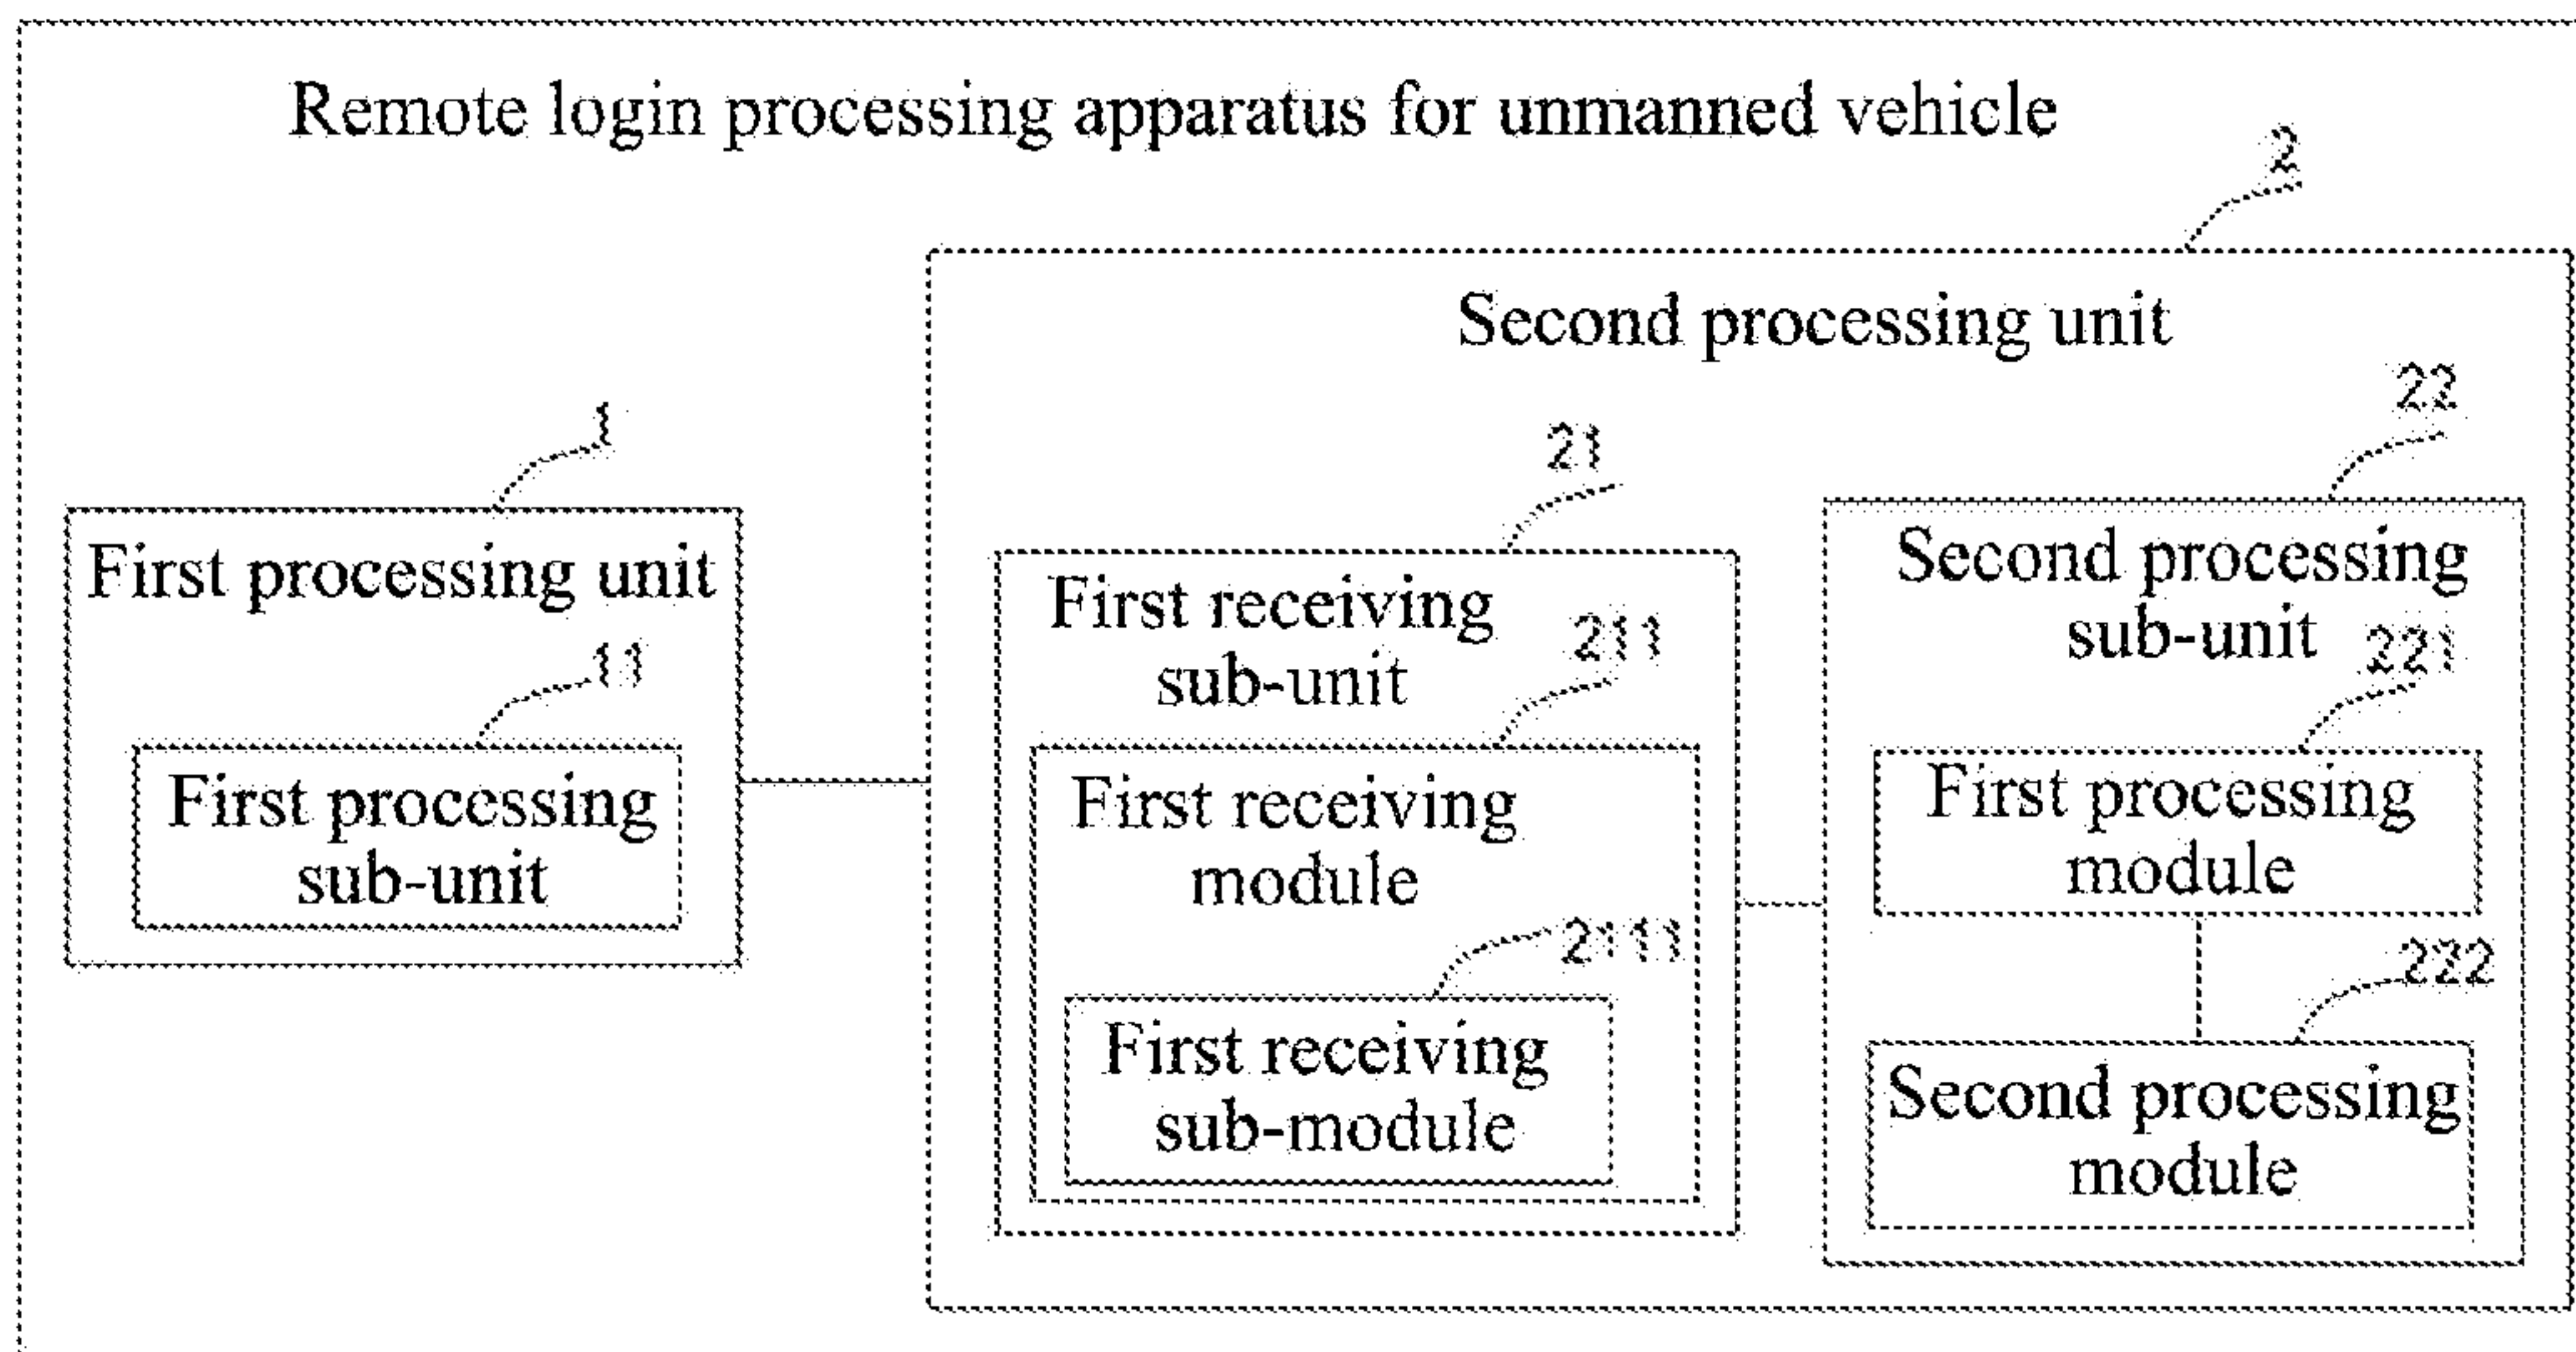 Remote login processing apparatus for unmanned vehicle
2
Second processing unit
1
First processing unit
11
First processing
sub-unit
21
First receiving
sub-unit
211
First receiving
module
2111
First receiving
sub-module
22
Second processing
sub-unit
221
First processing
module
222
Second processing
module